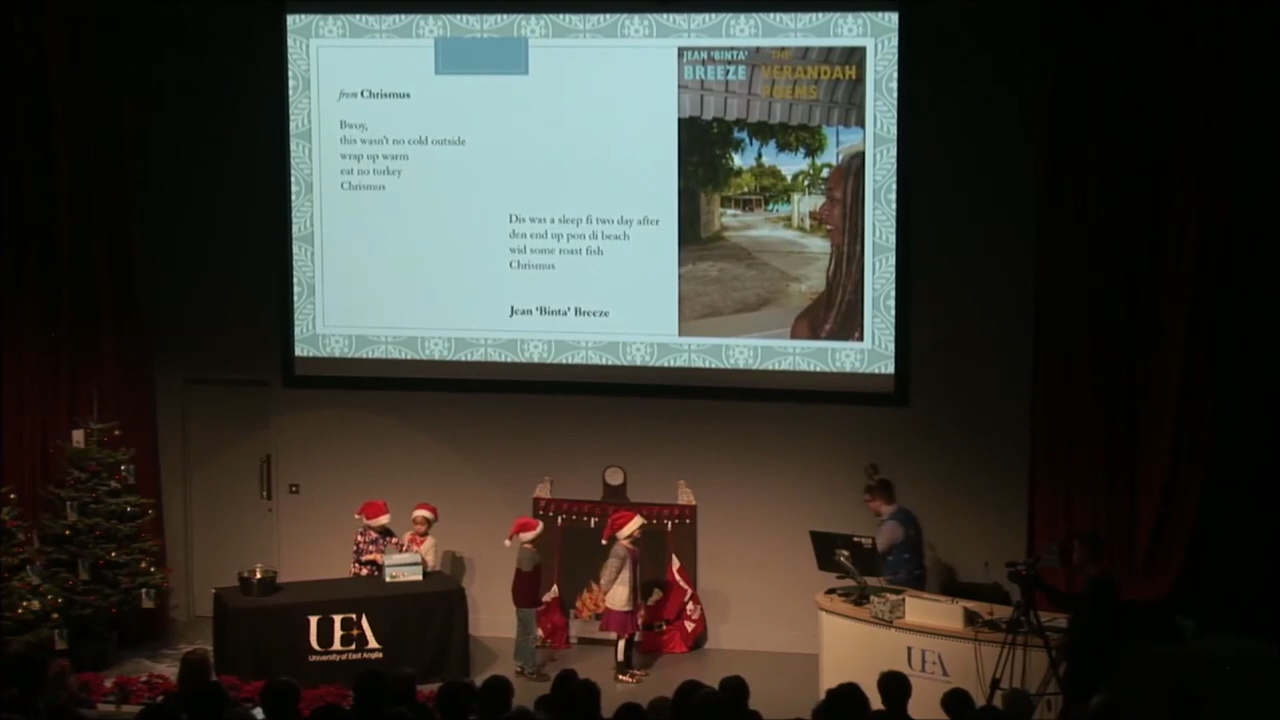 from Chrismus
Bwoy,
this wasn't no cold outside
wrap up warm
eat no turkey
Chrismus
Dis was a sleep fi two day after
den end up pon di beach
wid some roast fish
Chrismus
Jean 'Binta' Breeze
JEAN 'BINTA'
BREEZE
THE
VERANDAH
POEMS
UEA
University of East Anglia
UEA